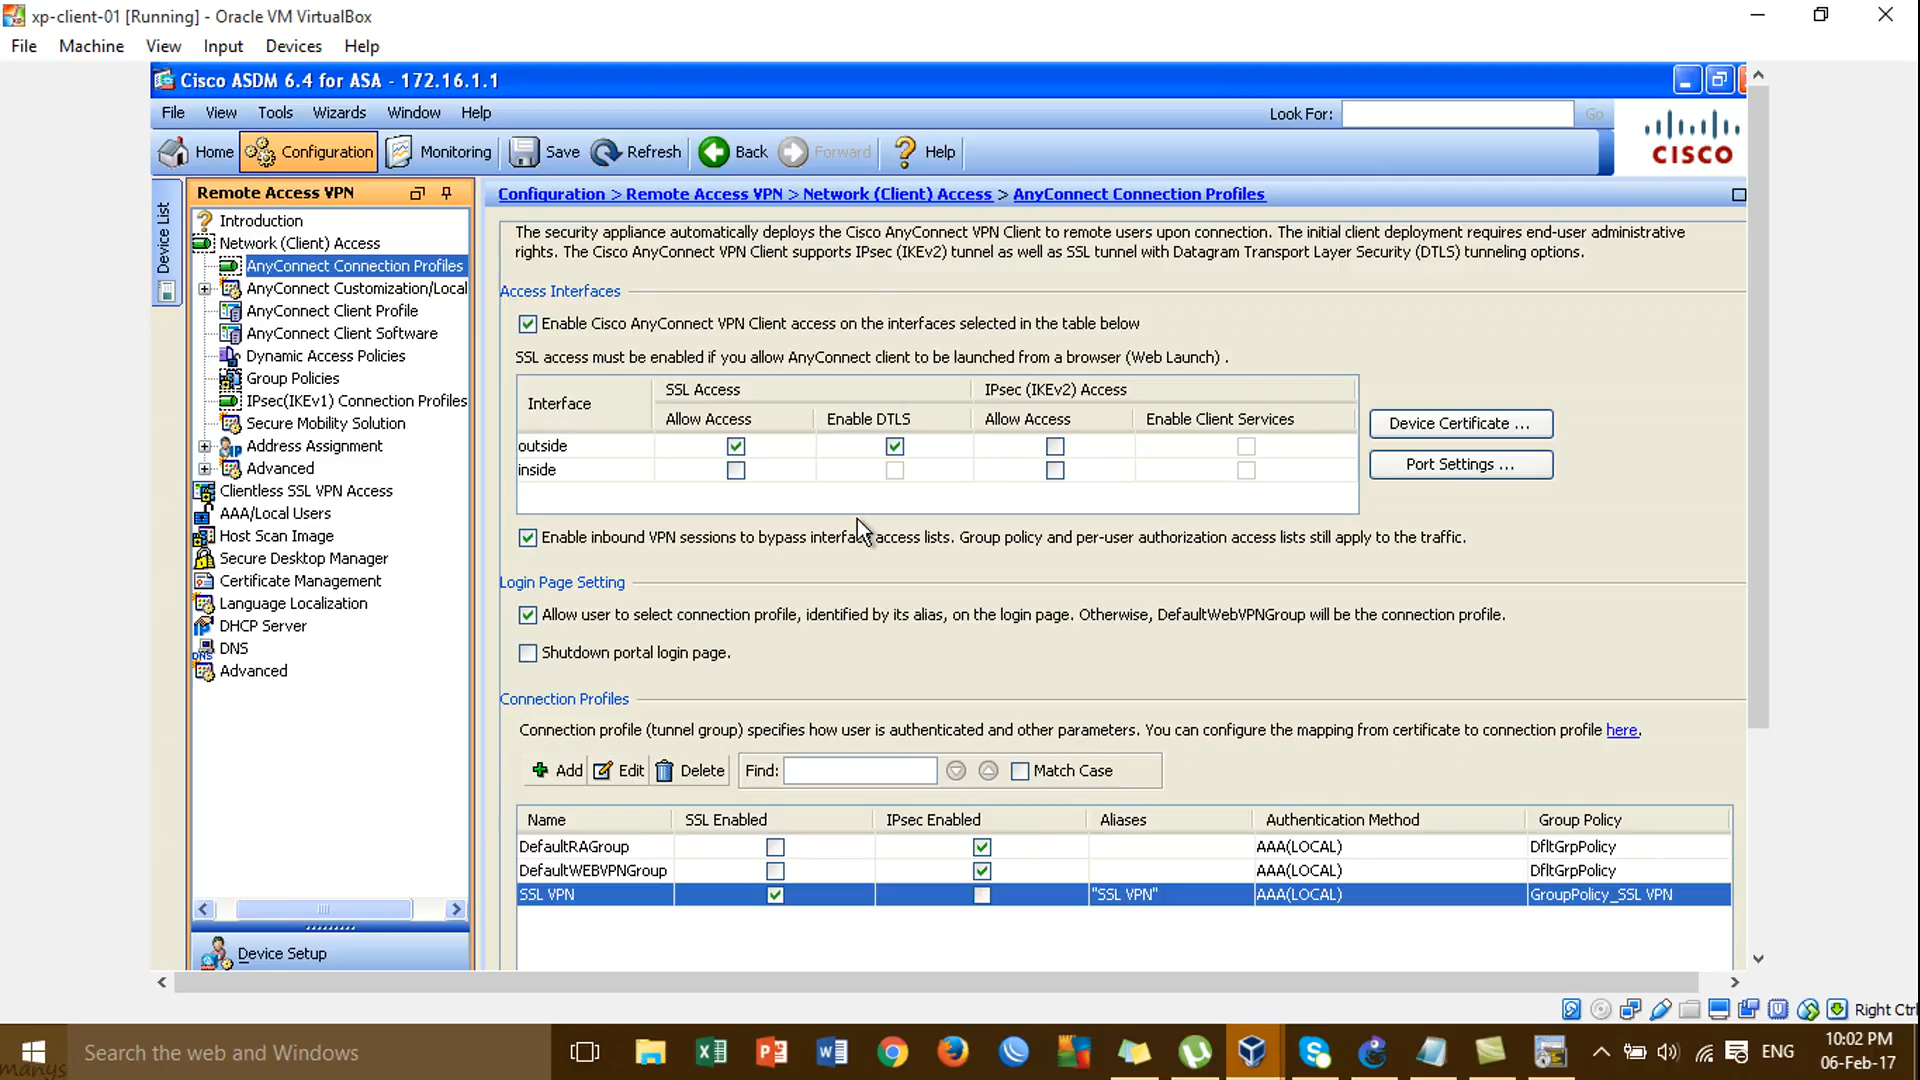 xp-client-01 [Running] - Oracle VM VirtualBox
File Machine View Input Devices Help
Cisco ASDM 6.4 for ASA - 172.16.1.1
File View Tools Wizards Window Help Look For: Go
Home Configuration Monitoring Save Refresh Back Forward Help
CISCO
Device List
Remote Access VPN
Introduction
Network (Client) Access
AnyConnect Connection Profiles
AnyConnect Customization/Local
AnyConnect Client Profile
AnyConnect Client Software
Dynamic Access Policies
Group Policies
IPsec(IKEv1) Connection Profiles
Secure Mobility Solution
Address Assignment
Advanced
Clientless SSL VPN Access
AAA/Local Users
Host Scan Image
Secure Desktop Manager
Certificate Management
Language Localization
DHCP Server
DNS
Advanced
Device Setup
Configuration > Remote Access VPN > Network (Client) Access > AnyConnect Connection Profiles
The security appliance automatically deploys the Cisco AnyConnect VPN Client to remote users upon connection. The initial client deployment requires end-user administrative
rights. The Cisco AnyConnect VPN Client supports IPsec (IKEv2) tunnel as well as SSL tunnel with Datagram Transport Layer Security (DTLS) tunneling options.
Access Interfaces
Enable Cisco AnyConnect VPN Client access on the interfaces selected in the table below
SSL access must be enabled if you allow AnyConnect client to be launched from a browser (Web Launch) .
Interface SSL Access IPsec (IKEv2) Access
Allow Access Enable DTLS Allow Access Enable Client Services
outside
inside
Device Certificate ...
Port Settings ...
Enable inbound VPN sessions to bypass interface access lists. Group policy and per-user authorization access lists still apply to the traffic.
Login Page Setting
Allow user to select connection profile, identified by its alias, on the login page. Otherwise, DefaultWebVPNGroup will be the connection profile.
Shutdown portal login page.
Connection Profiles
Connection profile (tunnel group) specifies how user is authenticated and other parameters. You can configure the mapping from certificate to connection profile here.
Add Edit Delete Find: Match Case
Name SSL Enabled IPsec Enabled Aliases Authentication Method Group Policy
DefaultRAGroup AAA(LOCAL) DfltGrpPolicy
DefaultWEBVPNGroup AAA(LOCAL) DfltGrpPolicy
SSL VPN "SSL VPN" AAA(LOCAL) GroupPolicy_SSL VPN
Right Ctrl
Search the web and Windows
manys
ENG
10:02 PM
06-Feb-17